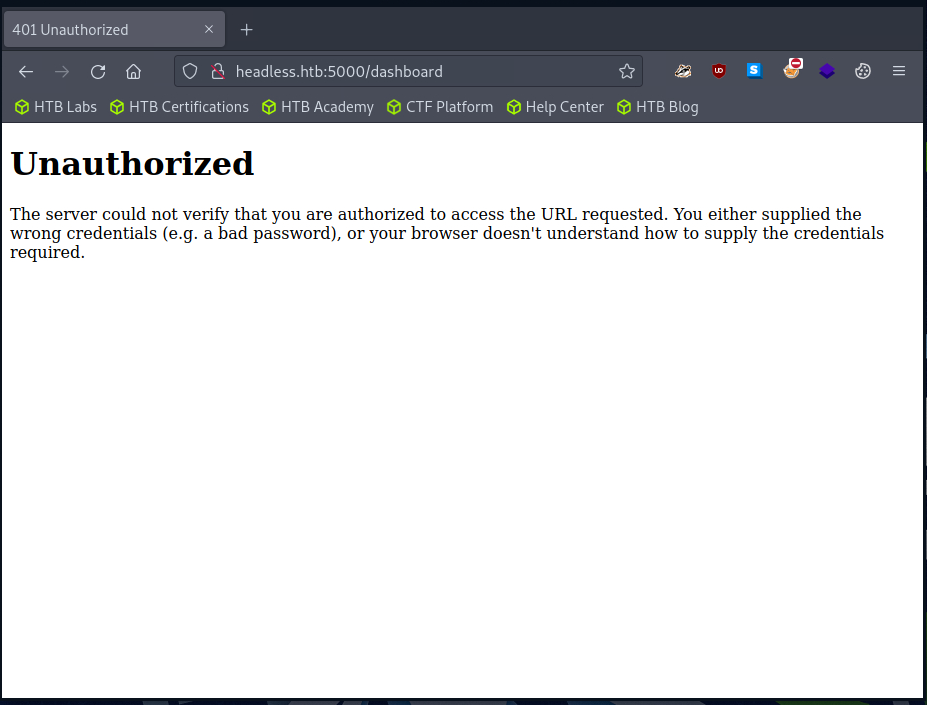 401 Unauthorized
headless.htb:5000/dashboard
HTB Labs HTB Certifications HTB Academy CTF Platform Help Center HTB Blog
Unauthorized
The server could not verify that you are authorized to access the URL requested. You either supplied the
wrong credentials (e.g. a bad password), or your browser doesn't understand how to supply the credentials
required.